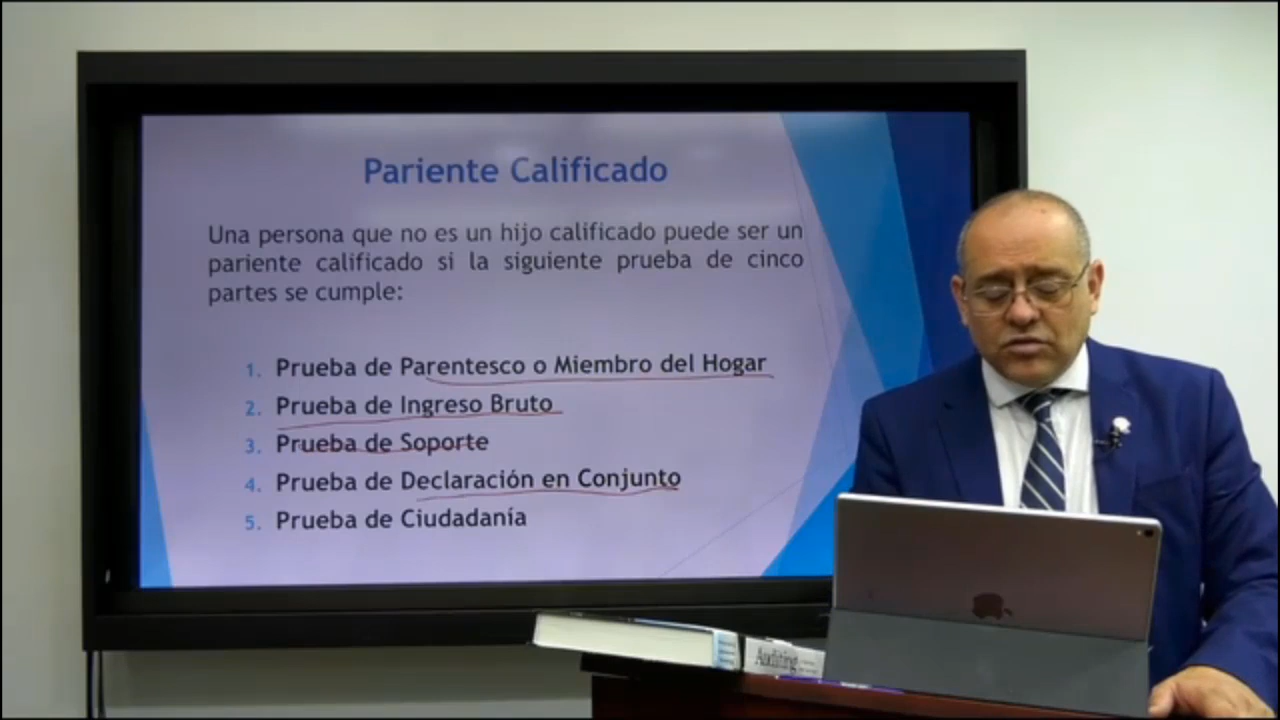 Pariente Calificado
Una persona que no es un hijo calificado puede ser un
pariente calificado si la siguiente prueba de cinco
partes se cumple:
1. Prueba de Parentesco o Miembro del Hogar
2. Prueba de Ingreso Bruto
3. Prueba de Soporte
4. Prueba de Declaración en Conjunto
5. Prueba de Ciudadanía
Auditing